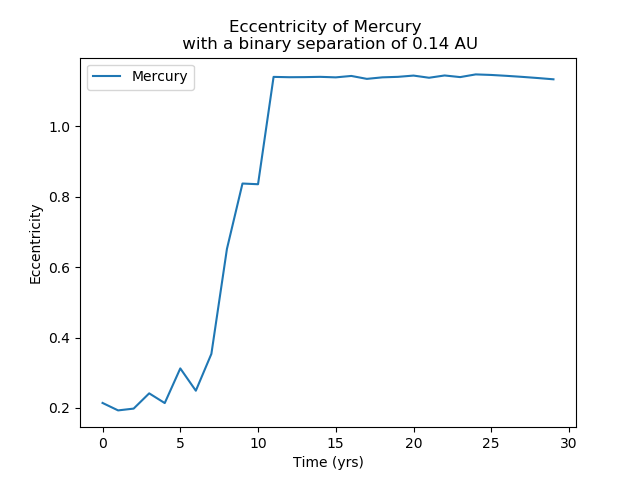 Eccentricity of Mercury
with a binary separation of 0.14 AU
Mercury
1.0
0.8
0.6
0.4
0.2
Eccentricity
0 5 10 15 20 25 30
Time (yrs)